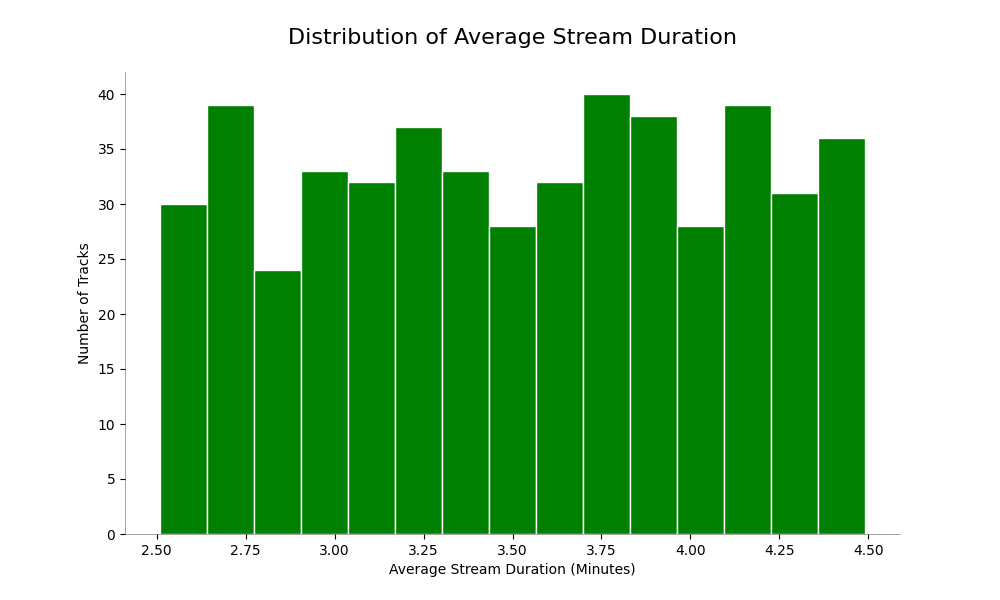 Distribution of Average Stream Duration
40
35
30
25
20
15
10
5
0
Number of Tracks
2.50 2.75 3.00 3.25 3.50 3.75 4.00 4.25 4.50
Average Stream Duration (Minutes)